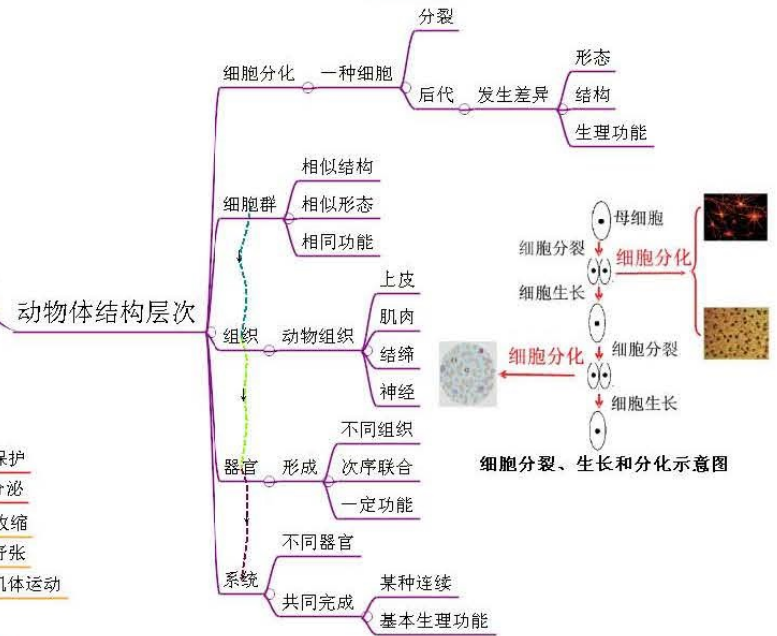 动物体结构层次
细胞分化
一种细胞
分裂
后代
发生差异
形态
结构
生理功能
细胞群
相似结构
相似形态
相同功能
组织
动物组织
上皮
肌肉
结缔
神经
器官
形成
不同组织
次序联合
一定功能
系统
不同器官
共同完成
某种连续
基本生理功能
母细胞
细胞分裂
细胞分化
细胞生长
细胞分裂
细胞分化
细胞生长
细胞分裂、生长和分化示意图
保护
分泌
收缩
舒张
机体运动